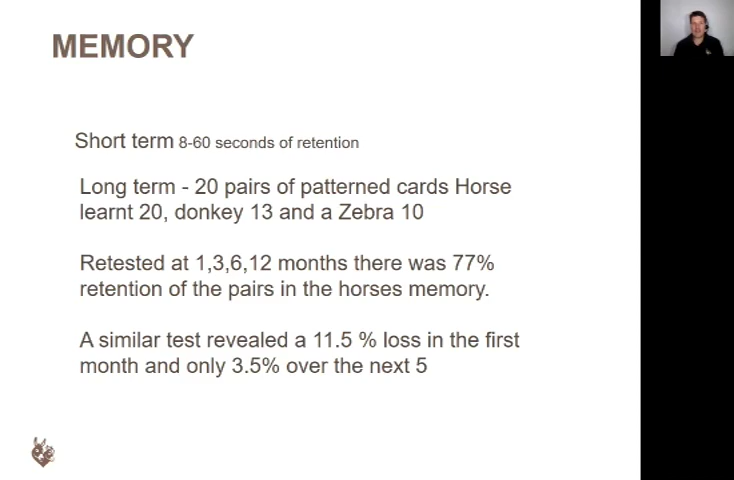 MEMORY
Short term 8-60 seconds of retention
Long term - 20 pairs of patterned cards Horse
learnt 20, donkey 13 and a Zebra 10
Retested at 1,3,6,12 months there was 77%
retention of the pairs in the horses memory.
A similar test revealed a 11.5 % loss in the first
month and only 3.5% over the next 5